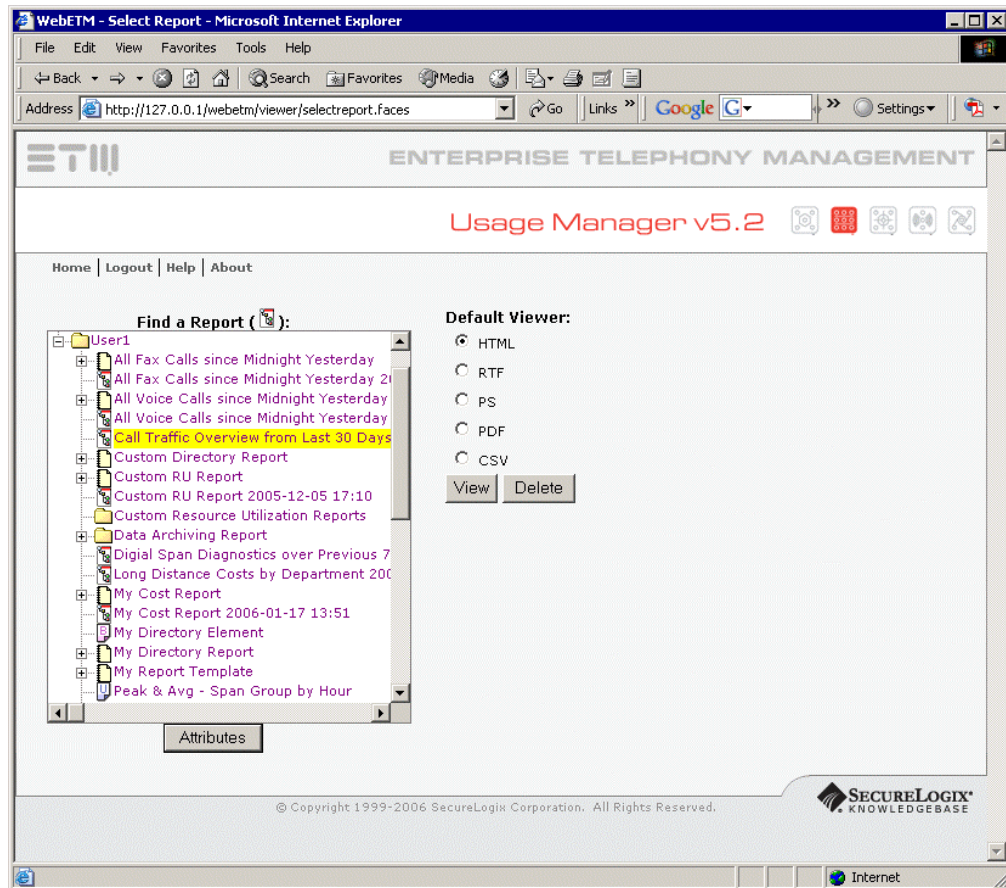 WebETM - Select Report - Microsoft Internet Explorer
File Edit View Favorites Tools Help
Back Search Favorites Media
Address http://127.0.0.1/webetm/viewer/selectreport.faces Go Links » Google G » Settings
ETM ENTERPRISE TELEPHONY MANAGEMENT
Usage Manager v5.2
Home | Logout | Help | About
Find a Report ( ):
User1
All Fax Calls since Midnight Yesterday
All Fax Calls since Midnight Yesterday 2
All Voice Calls since Midnight Yesterday
All Voice Calls since Midnight Yesterday
Call Traffic Overview from Last 30 Days
Custom Directory Report
Custom RU Report
Custom RU Report 2005-12-05 17:10
Custom Resource Utilization Reports
Data Archiving Report
Digial Span Diagnostics over Previous 7
Long Distance Costs by Department 200
My Cost Report
My Cost Report 2006-01-17 13:51
My Directory Element
My Directory Report
My Report Template
Peak & Avg - Span Group by Hour
Attributes
Default Viewer:
HTML
RTF
PS
PDF
CSV
View Delete
© Copyright 1999-2006 SecureLogix Corporation. All Rights Reserved.
SECURELOGIX
KNOWLEDGEBASE
Internet